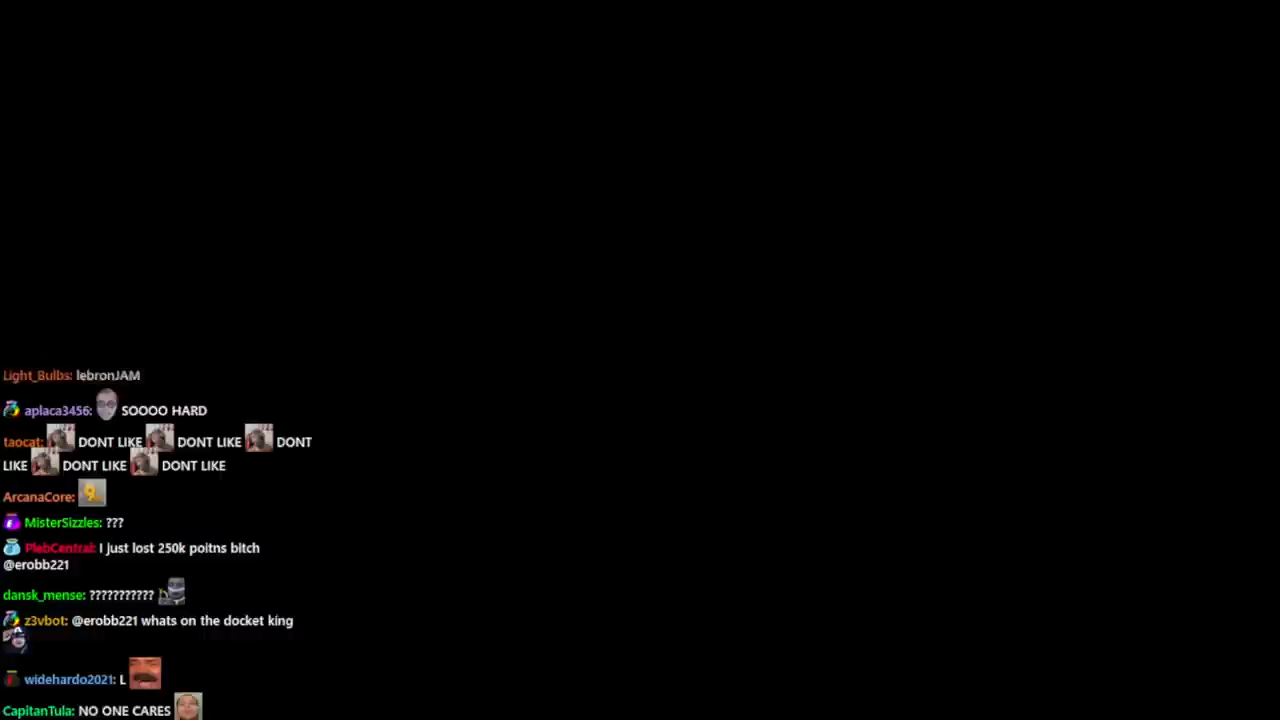 Light_Bulbs: lebronJAM
aplaca3456: SOOOO HARD
taocat: DONT LIKE DONT LIKE DONT
LIKE DONT LIKE DONT LIKE
ArcanaCore:
MisterSizzles: ???
PlebCentral: I just lost 250k poitns bitch
@erobb221
dansk_mense: ???????????
z3vbot: @erobb221 whats on the docket king
widehardo2021: L
CapitanTula: NO ONE CARES